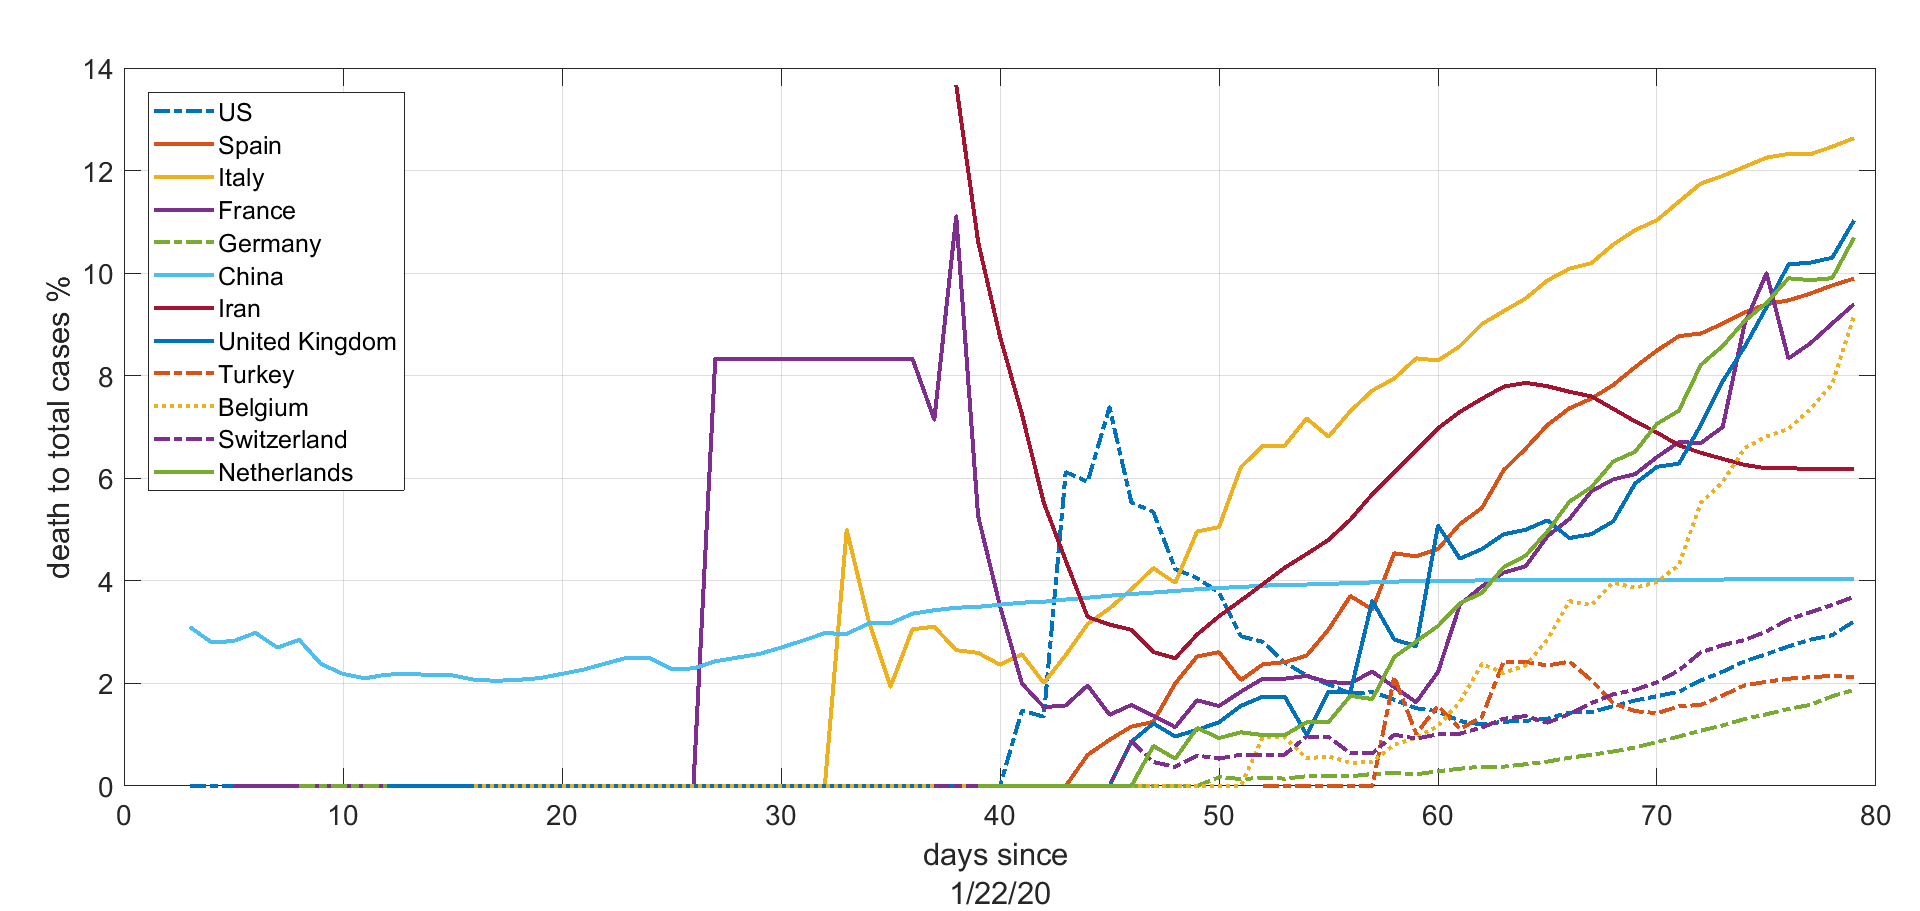 14
12
10
8
6
4
2
0
death to total cases %
US
Spain
Italy
France
Germany
China
Iran
United Kingdom
Turkey
Belgium
Switzerland
Netherlands
0 10 20 30 40 50 60 70 80
days since
1/22/20